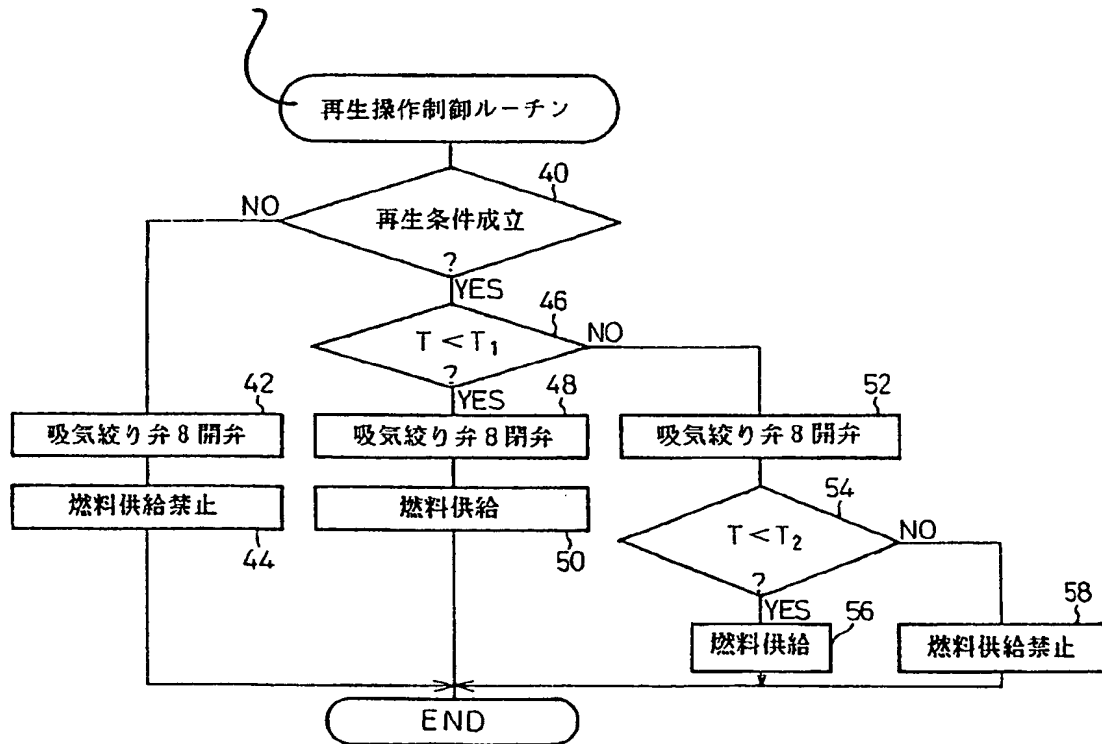 再生操作制御ルーチン
40
NO
再生条件成立
?
YES
46
T<T₁
NO
?
YES
42
吸気絞り弁8開弁
48
吸気絞り弁8閉弁
52
吸気絞り弁8開弁
燃料供給禁止
44
燃料供給
50
54
T<T₂
NO
?
YES
56
燃料供給
58
燃料供給禁止
END